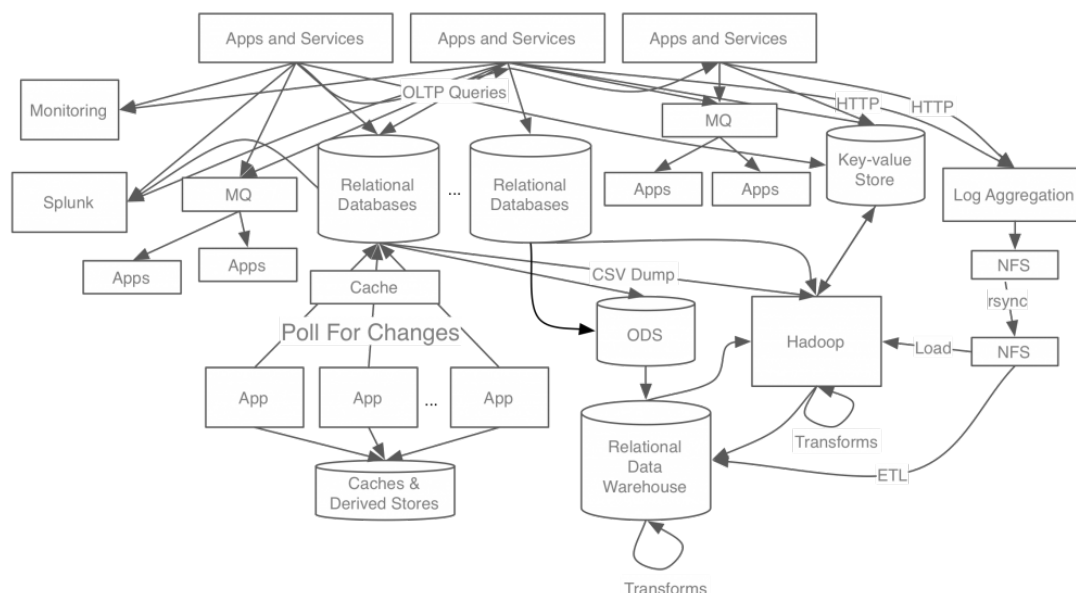 Apps and Services
Apps and Services
Apps and Services
Monitoring
OLTP Queries
HTTP
HTTP
MQ
Splunk
MQ
Relational
Databases
...
Relational
Databases
Apps
Apps
Key-value
Store
Log Aggregation
Apps
Apps
NFS
Cache
CSV Dump
rsync
Poll For Changes
ODS
Hadoop
Load
NFS
App
App
...
App
Transforms
Relational
Data
Warehouse
ETL
Caches &
Derived Stores
Transforms